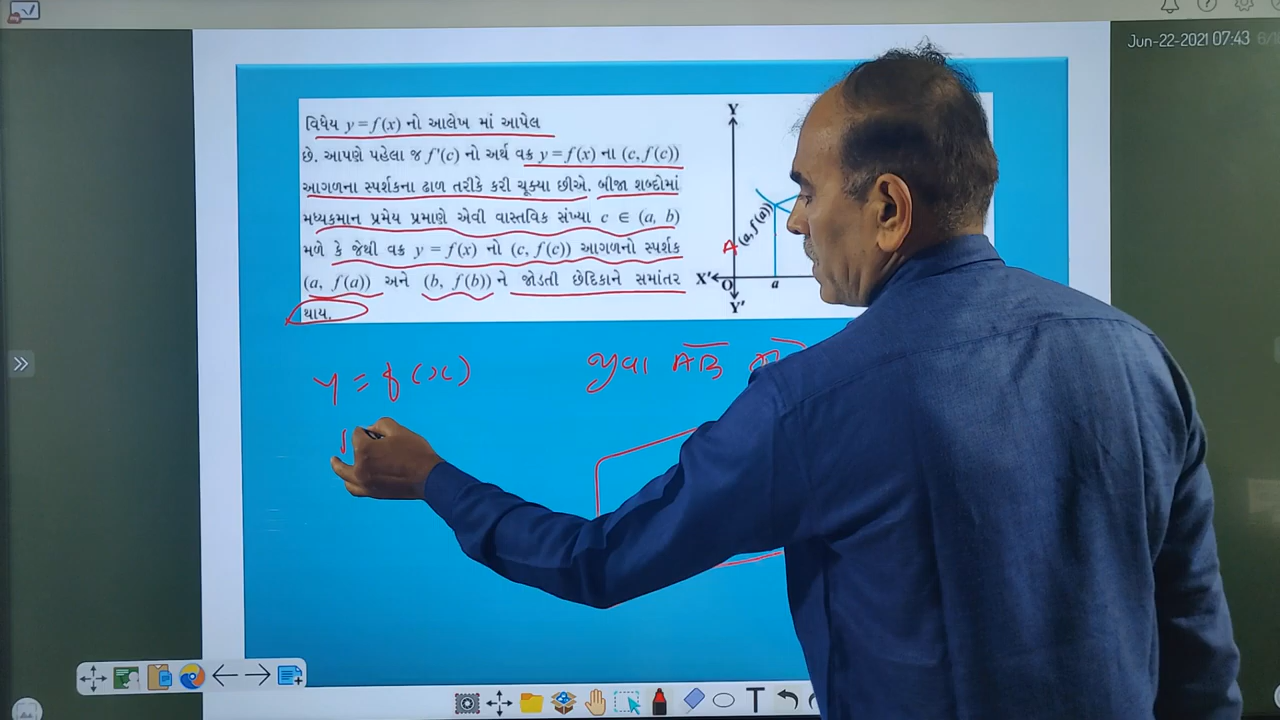 Jun-22-2021 07:43
વિધેય y = f(x) નો આલેખ માં આપેલ
છે. આપણે પહેલા જ f'(c) નો અર્થ વક્ર y = f(x) ના (c, f(c))
આગળના સ્પર્શકના ઢાળ તરીકે કરી ચૂક્યા છીએ. બીજા શબ્દોમાં
મધ્યકમાન પ્રમેય પ્રમાણે એવી વાસ્તવિક સંખ્યા c ∈ (a, b)
મળે કે જેથી વક્ર y = f(x) નો (c, f(c)) આગળનો સ્પર્શક
(a, f(a)) અને (b, f(b)) ને જોડતી છેદિકાને સમાંતર
થાય.
Y
A (a, f(a))
X' O a
Y'
y = f(x)
જીવા AB
T